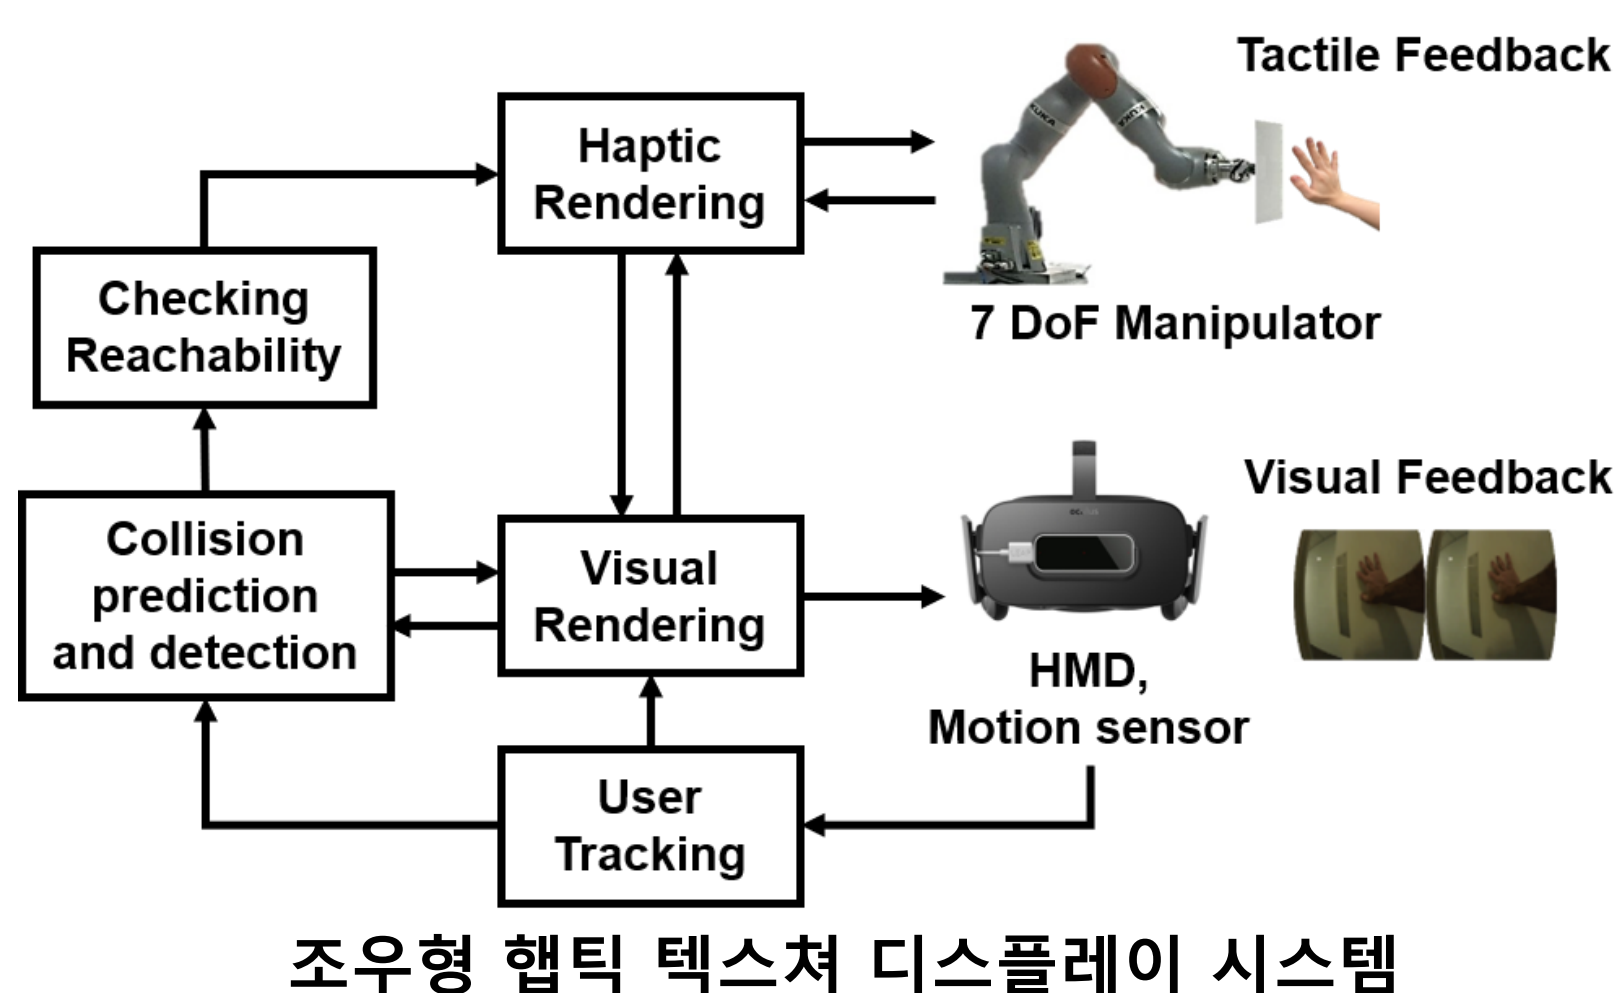 Tactile Feedback
Haptic
Rendering
KUKA
KUKA
7 DoF Manipulator
Checking
Reachability
Visual Feedback
Collision
prediction
and detection
Visual
Rendering
HMD,
Motion sensor
User
Tracking
조우형 햅틱 텍스쳐 디스플레이 시스템